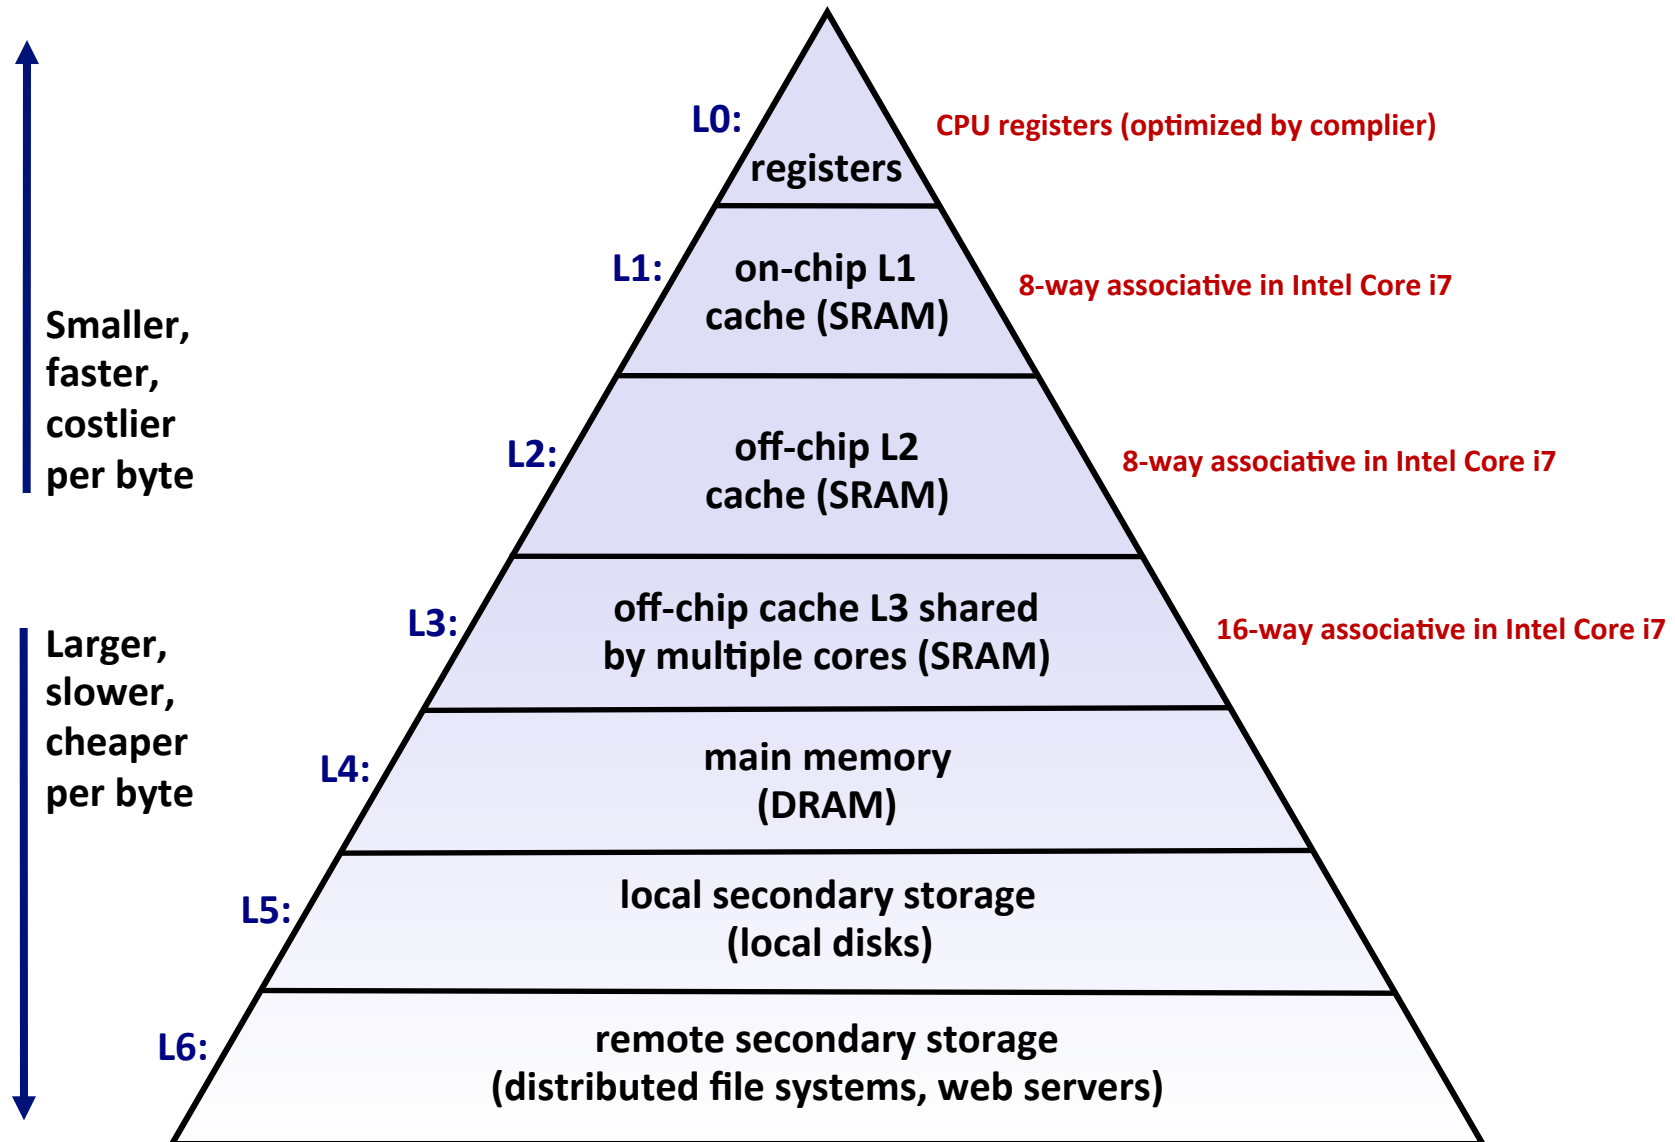 L0:
registers
CPU registers (optimized by complier)
L1:
on-chip L1
cache (SRAM)
8-way associative in Intel Core i7
Smaller,
faster,
costlier
per byte
L2:
off-chip L2
cache (SRAM)
8-way associative in Intel Core i7
L3:
off-chip cache L3 shared
by multiple cores (SRAM)
16-way associative in Intel Core i7
Larger,
slower,
cheaper
per byte
L4:
main memory
(DRAM)
L5:
local secondary storage
(local disks)
L6:
remote secondary storage
(distributed file systems, web servers)